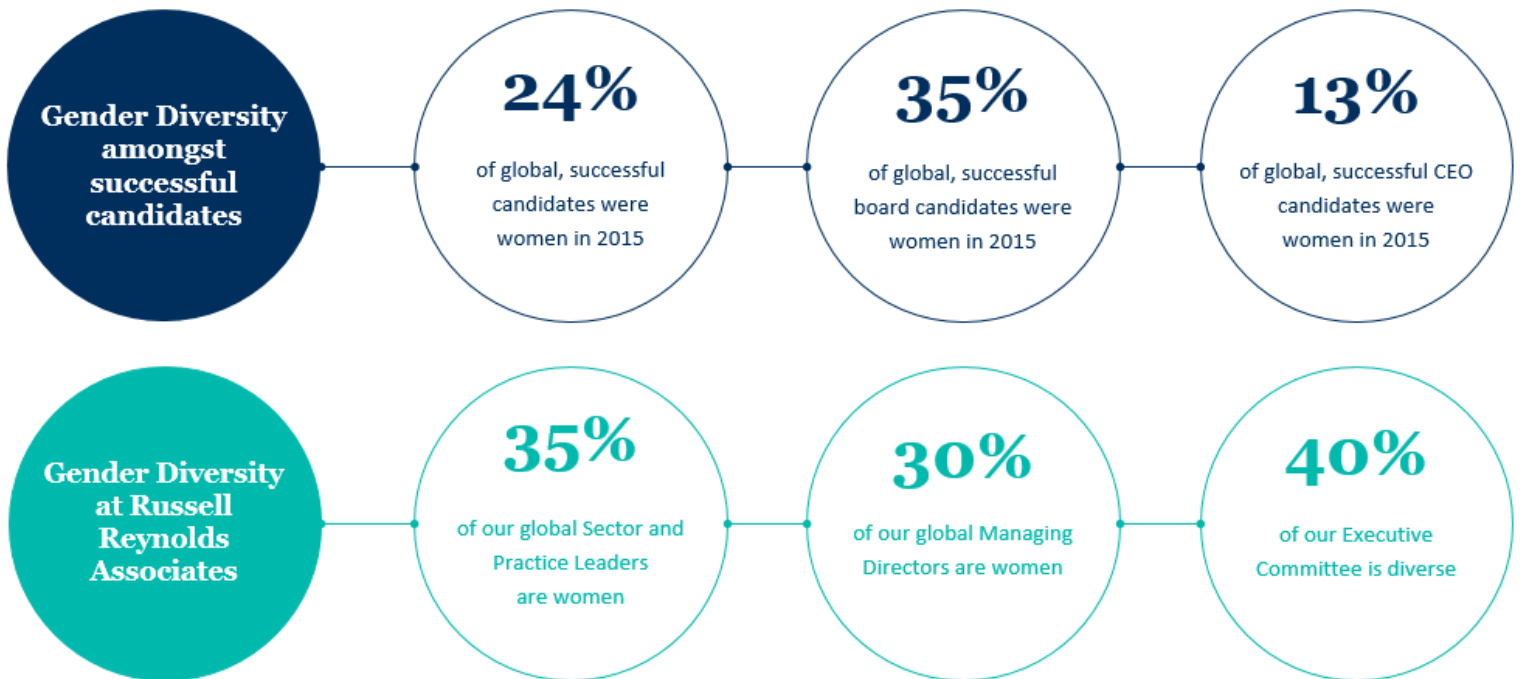 Gender Diversity
amongst
successful
candidates
24%
of global, successful
candidates were
women in 2015
35%
of global, successful
board candidates were
women in 2015
13%
of global, successful CEO
candidates were
women in 2015
Gender Diversity
at Russell
Reynolds
Associates
35%
of our global Sector and
Practice Leaders
are women
30%
of our global Managing
Directors are women
40%
of our Executive
Committee is diverse